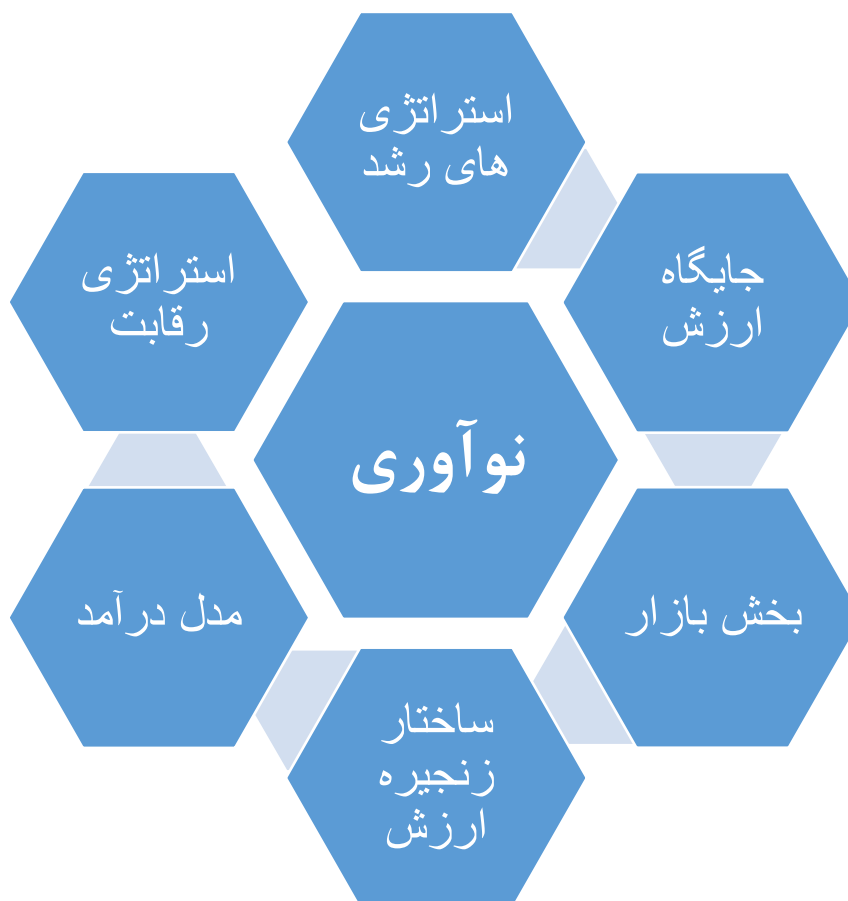 استراتژی
های رشد
جایگاه
ارزش
بخش بازار
ساختار
زنجیره
ارزش
مدل درآمد
استراتژی
رقابت
نوآوری